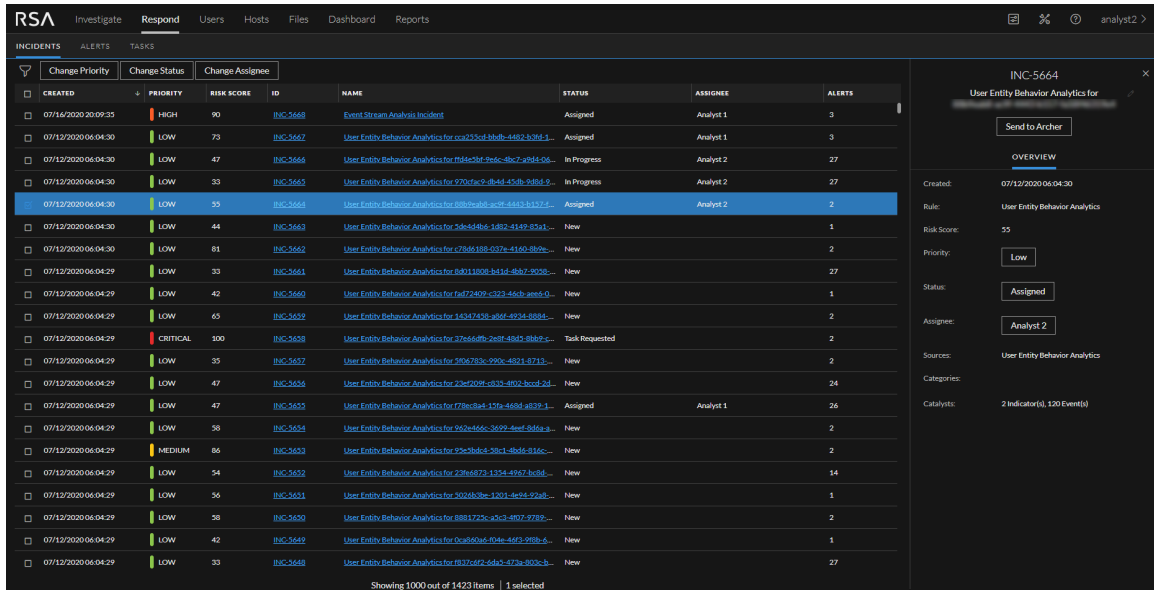 RSA Investigate Respond Users Hosts Files Dashboard Reports analyst2
INCIDENTS ALERTS TASKS
Change Priority Change Status Change Assignee
CREATED PRIORITY RISK SCORE ID NAME STATUS ASSIGNEE ALERTS
07/16/2020 20:09:35 HIGH 90 INC-5668 Event Stream Analysis Incident Assigned Analyst 1 3
07/12/2020 06:04:30 LOW 73 INC-5667 User Entity Behavior Analytics for cca255cd-bbdb-4482-b3fd-1... Assigned Analyst 1 3
07/12/2020 06:04:30 LOW 47 INC-5666 User Entity Behavior Analytics for ffd4e5bf-9e6c-4bc7-a9d4-06... In Progress Analyst 2 27
07/12/2020 06:04:30 LOW 33 INC-5665 User Entity Behavior Analytics for 970cfac9-db4d-45db-9d8d-9... In Progress Analyst 2 27
07/12/2020 06:04:30 LOW 55 INC-5664 User Entity Behavior Analytics for 88b9eab8-ac9f-4443-b157-f... Assigned Analyst 2 2
07/12/2020 06:04:30 LOW 44 INC-5663 User Entity Behavior Analytics for 5de4d4b6-1d82-4149-85a1-... New 1
07/12/2020 06:04:30 LOW 81 INC-5662 User Entity Behavior Analytics for c78d6188-037e-4160-8b9e-... New 2
07/12/2020 06:04:29 LOW 33 INC-5661 User Entity Behavior Analytics for 8d011808-b41d-4bb7-9058-... New 27
07/12/2020 06:04:29 LOW 42 INC-5660 User Entity Behavior Analytics for fad72409-c323-46cb-aee6-0... New 1
07/12/2020 06:04:29 LOW 65 INC-5659 User Entity Behavior Analytics for 14347458-a86f-4934-8884-... New 2
07/12/2020 06:04:29 CRITICAL 100 INC-5658 User Entity Behavior Analytics for 37e66dfb-2e8f-48d5-8bb9-c... Task Requested 2
07/12/2020 06:04:29 LOW 35 INC-5657 User Entity Behavior Analytics for 5f06783c-990c-4821-8713-... New 2
07/12/2020 06:04:29 LOW 47 INC-5656 User Entity Behavior Analytics for 23ef209f-c835-4f02-bccd-2d... New 24
07/12/2020 06:04:29 LOW 47 INC-5655 User Entity Behavior Analytics for f78ec8a4-15fa-468d-a839-1... Assigned Analyst 1 26
07/12/2020 06:04:29 LOW 58 INC-5654 User Entity Behavior Analytics for 962e466c-3699-4eef-8d6a-a... New 2
07/12/2020 06:04:29 MEDIUM 86 INC-5653 User Entity Behavior Analytics for 95e5bdc4-58c1-4bd6-816c-... New 2
07/12/2020 06:04:29 LOW 54 INC-5652 User Entity Behavior Analytics for 23fe6873-1354-4967-bc8d-... New 14
07/12/2020 06:04:29 LOW 56 INC-5651 User Entity Behavior Analytics for 5026b3be-1201-4e94-92a8-... New 1
07/12/2020 06:04:29 LOW 58 INC-5650 User Entity Behavior Analytics for 8881725c-a5c3-4f07-9789-... New 2
07/12/2020 06:04:29 LOW 42 INC-5649 User Entity Behavior Analytics for 0ca860a6-f04e-46f3-9f8b-6... New 1
07/12/2020 06:04:29 LOW 33 INC-5648 User Entity Behavior Analytics for f837c6f2-6da5-473a-803c-b... New 27
Showing 1000 out of 1423 items | 1 selected
INC-5664
User Entity Behavior Analytics for
Send to Archer
OVERVIEW
Created: 07/12/2020 06:04:30
Rule: User Entity Behavior Analytics
Risk Score: 55
Priority: Low
Status: Assigned
Assignee: Analyst 2
Sources: User Entity Behavior Analytics
Categories:
Catalysts: 2 Indicator(s), 120 Event(s)